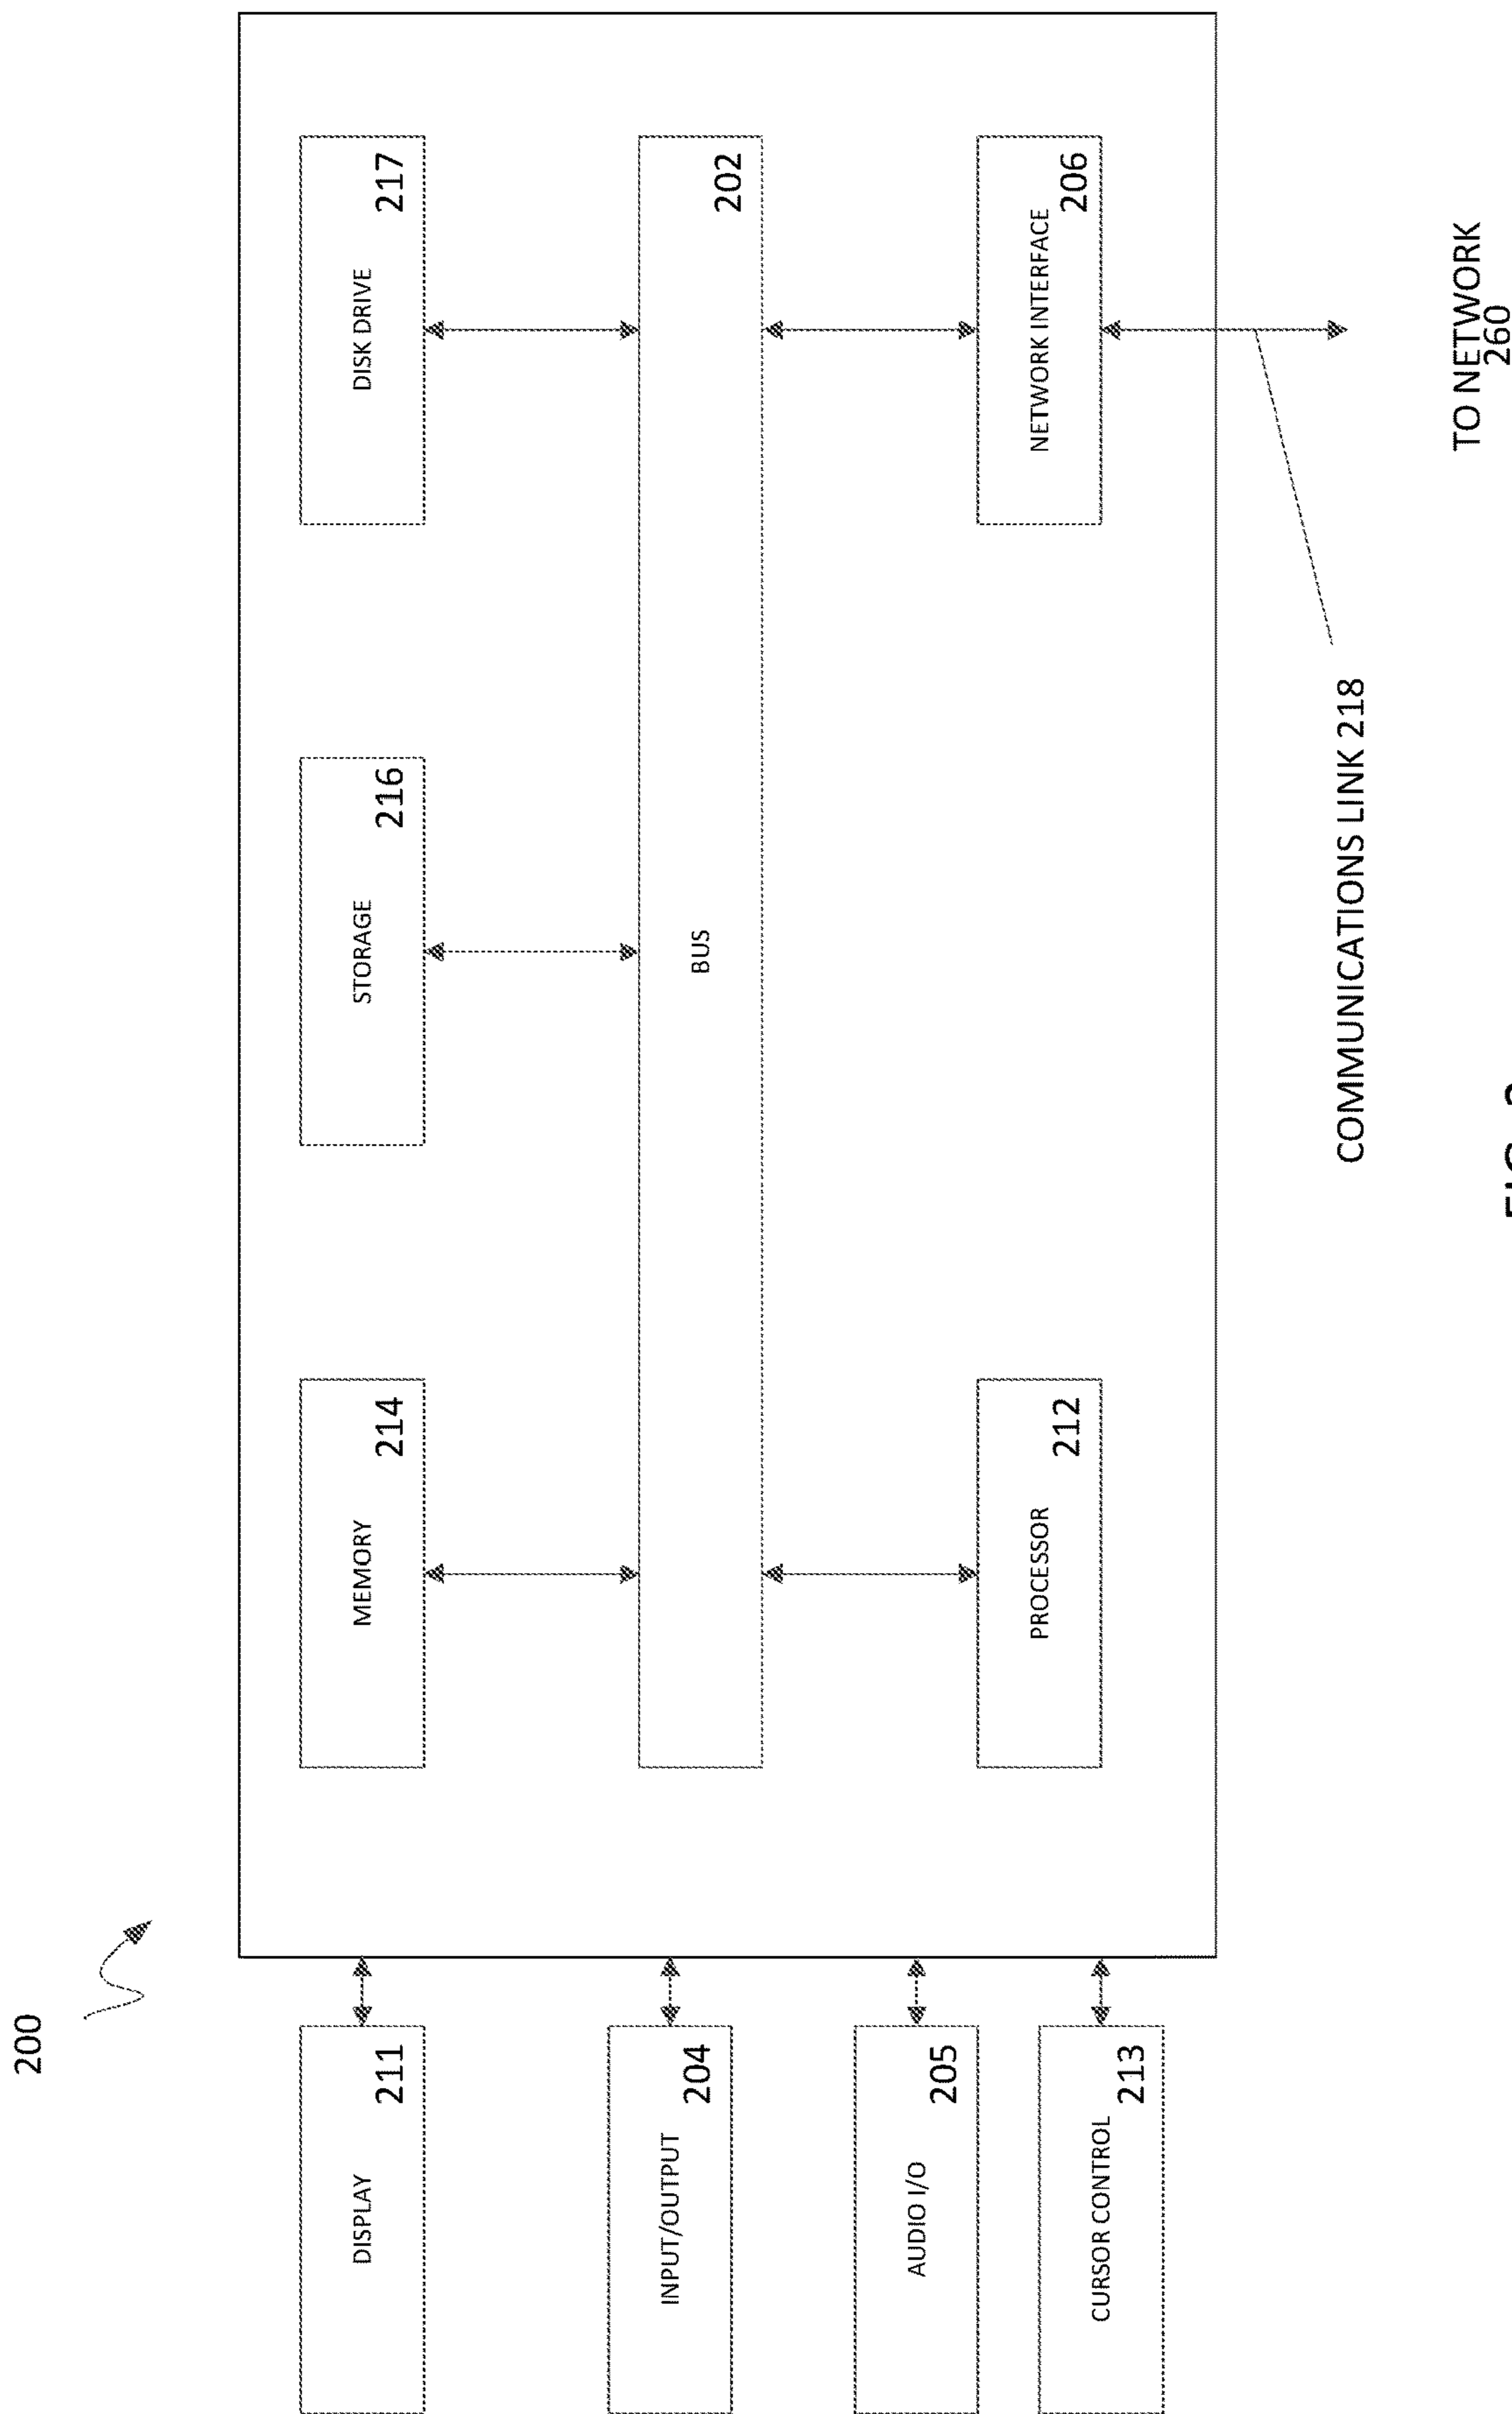 200
DISPLAY
211
MEMORY
214
STORAGE
216
DISK DRIVE
217
INPUT/OUTPUT
204
BUS
202
AUDIO I/O
205
CURSOR CONTROL
213
PROCESSOR
212
NETWORK INTERFACE
206
COMMUNICATIONS LINK 218
TO NETWORK
260
FIG.